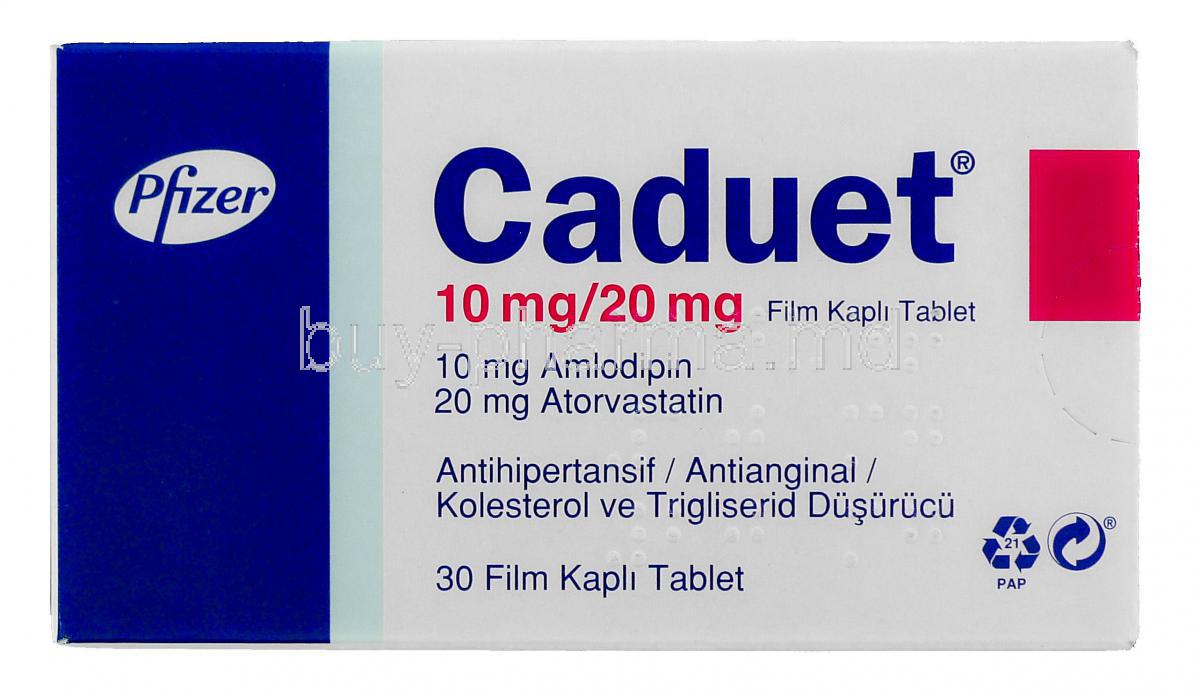 Pfizer
Caduet®
10 mg/20 mg Film Kaplı Tablet
buy-pharma.md
10 mg Amlodipin
20 mg Atorvastatin
Antihipertansif / Antianginal /
Kolesterol ve Trigliserid Düşürücü
30 Film Kaplı Tablet
21
PAP
®